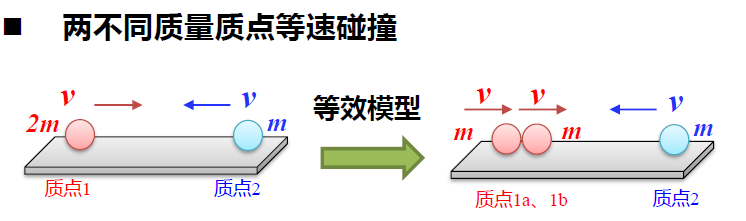 ■ 两不同质量质点等速碰撞
v v 等效模型 v v v
2m m m m m
质点1 质点2 质点1a、1b 质点2